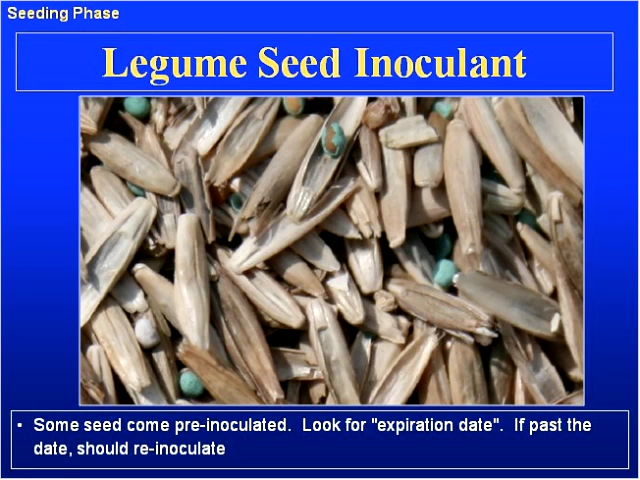 Seeding Phase
Legume Seed Inoculant
• Some seed come pre-inoculated. Look for "expiration date". If past the
date, should re-inoculate